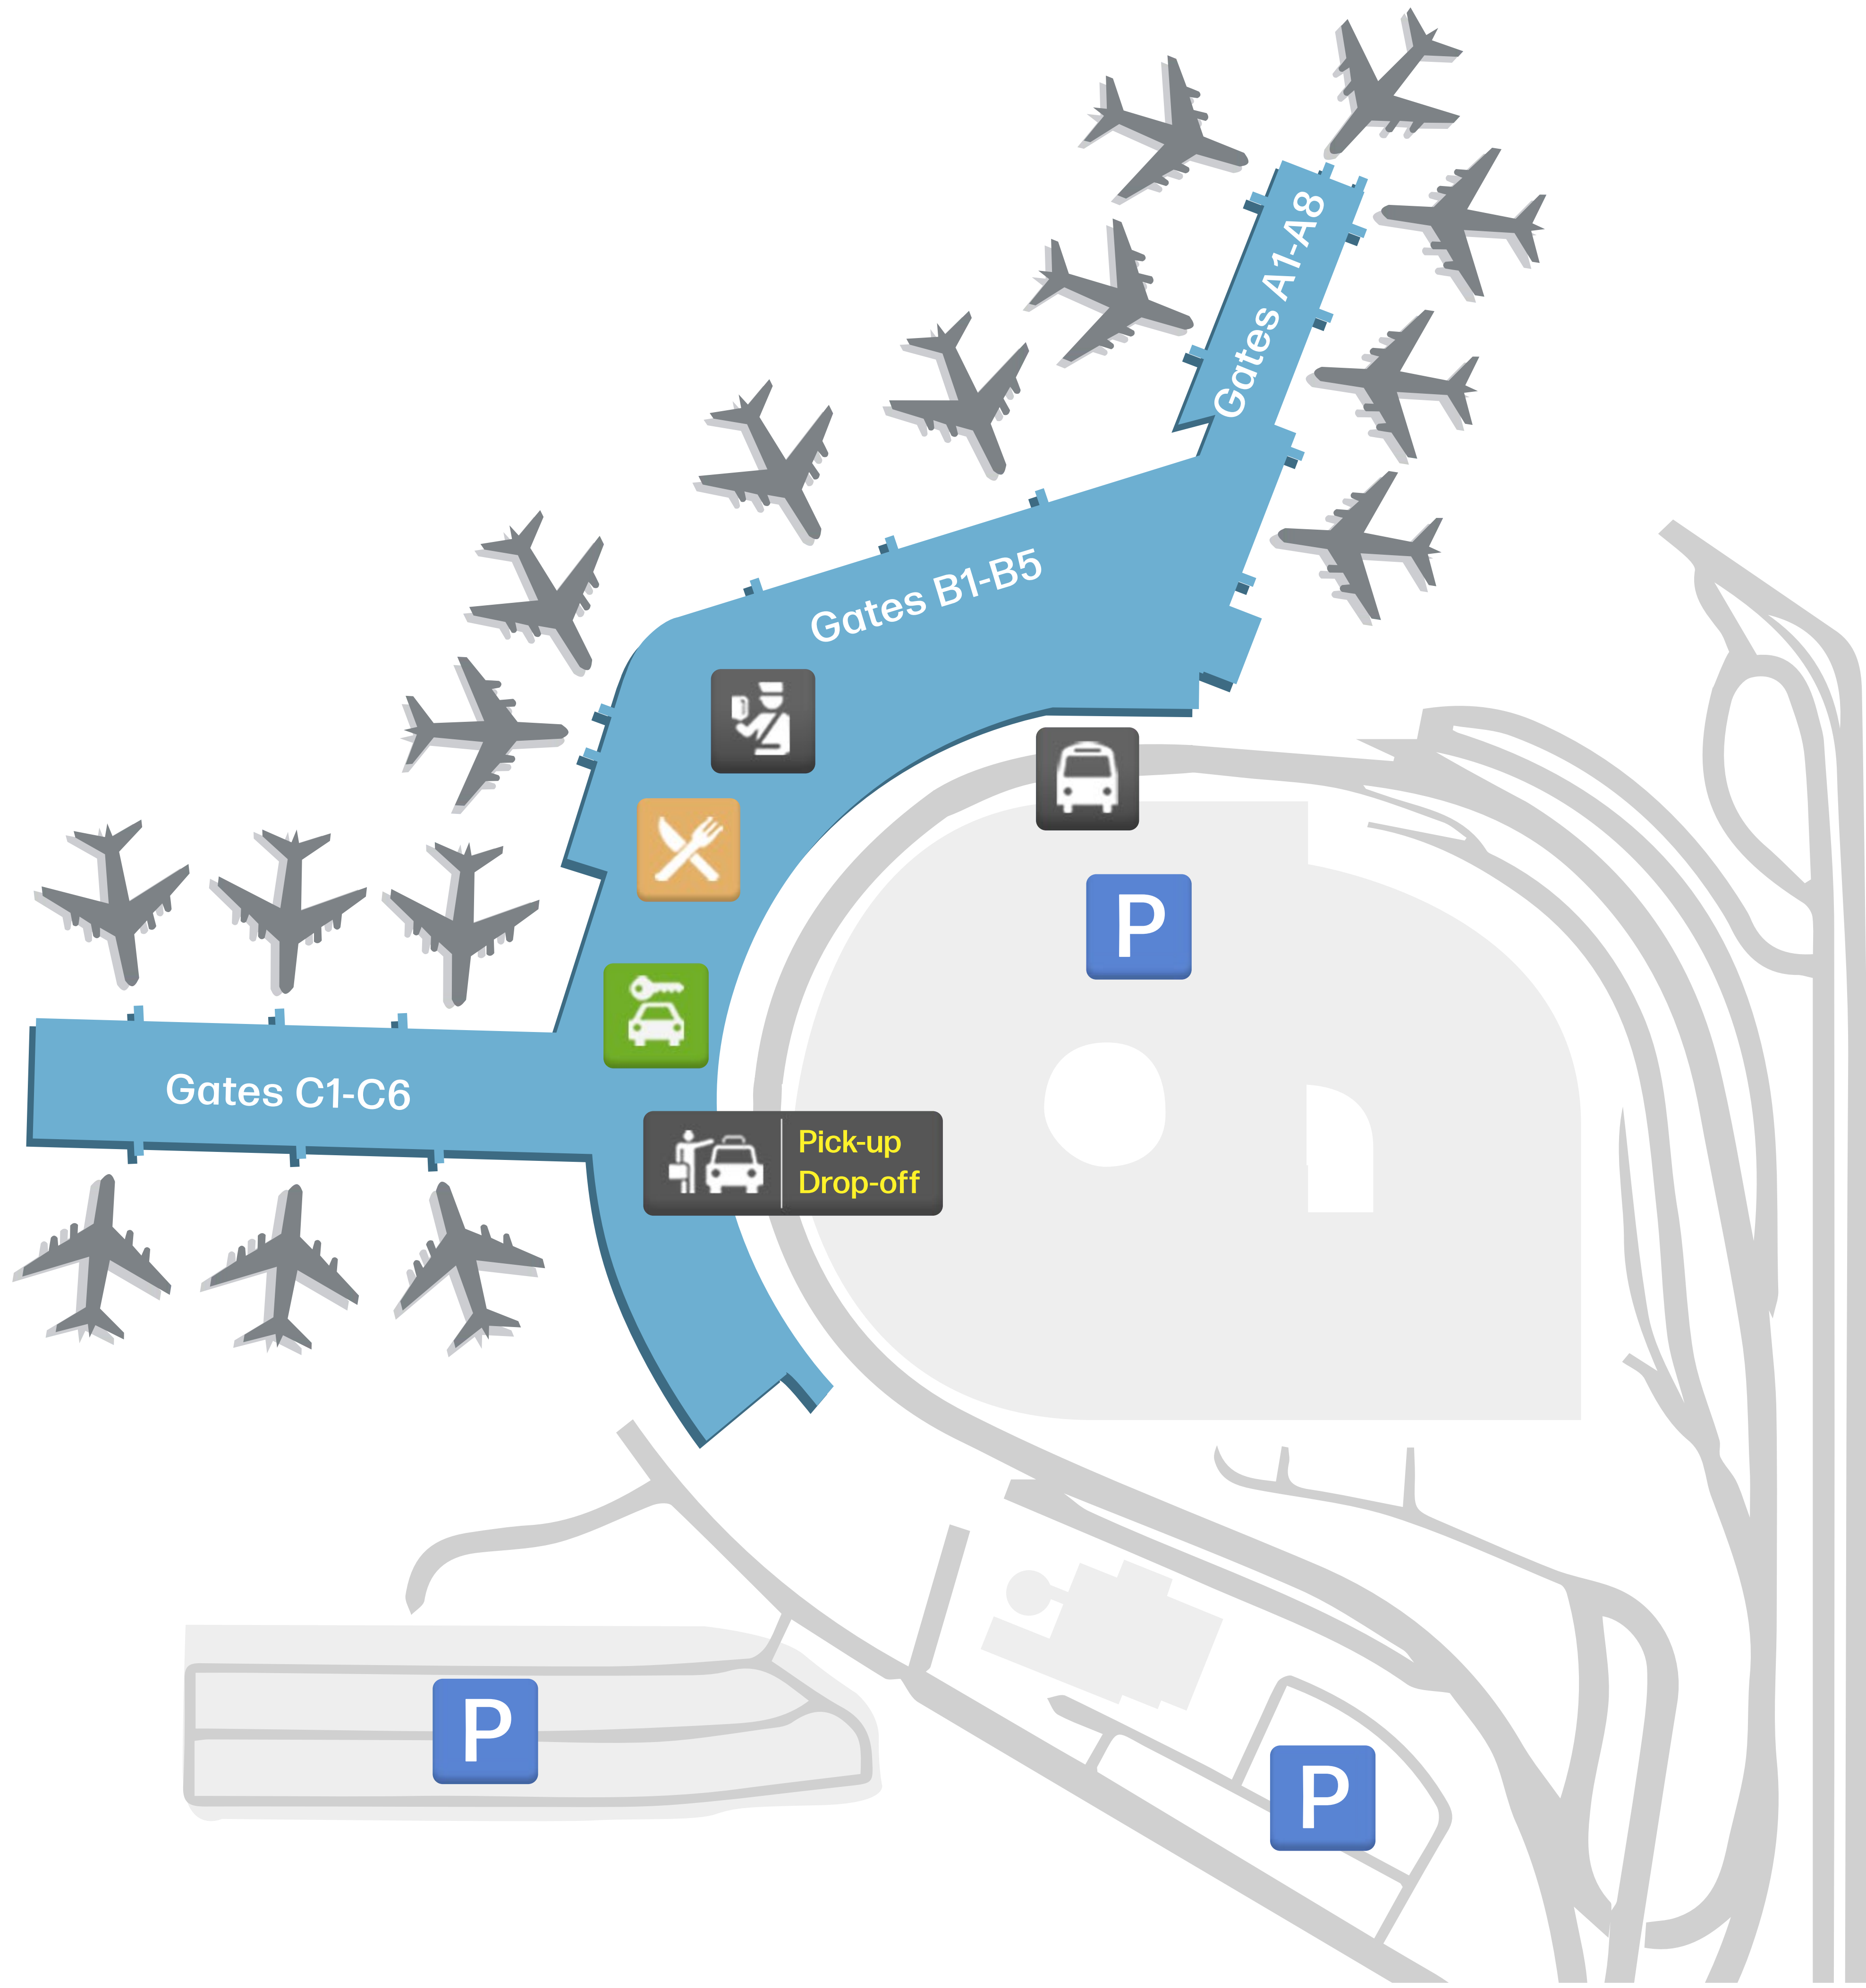 Gates A1-A8
Gates B1-B5
P
Gates C1-C6
Pick-up
Drop-off
P
P